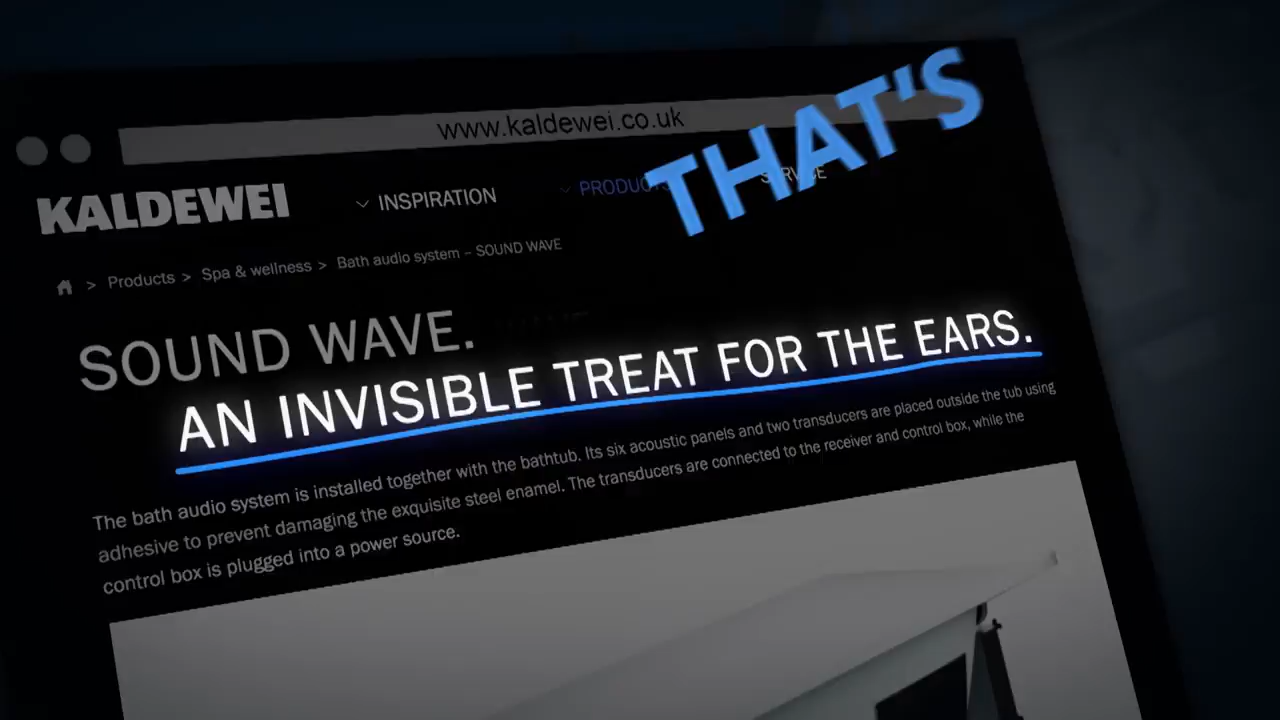 THAT'S
www.kaldewei.co.uk
KALDEWEI INSPIRATION PRODUCTS SERVICE
> Products > Spa & wellness > Bath audio system – SOUND WAVE
SOUND WAVE.
AN INVISIBLE TREAT FOR THE EARS.
The bath audio system is installed together with the bathtub. Its six acoustic panels and two transducers are placed outside the tub using
adhesive to prevent damaging the exquisite steel enamel. The transducers are connected to the receiver and control box, while the
control box is plugged into a power source.